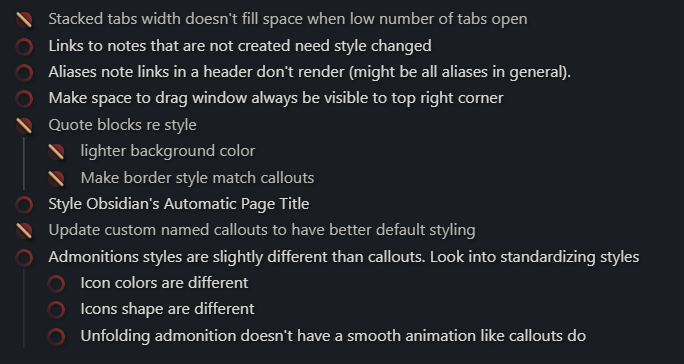 Stacked tabs width doesn't fill space when low number of tabs open
Links to notes that are not created need style changed
Aliases note links in a header don't render (might be all aliases in general).
Make space to drag window always be visible to top right corner
Quote blocks re style
lighter background color
Make border style match callouts
Style Obsidian's Automatic Page Title
Update custom named callouts to have better default styling
Admonitions styles are slightly different than callouts. Look into standardizing styles
Icon colors are different
Icons shape are different
Unfolding admonition doesn't have a smooth animation like callouts do